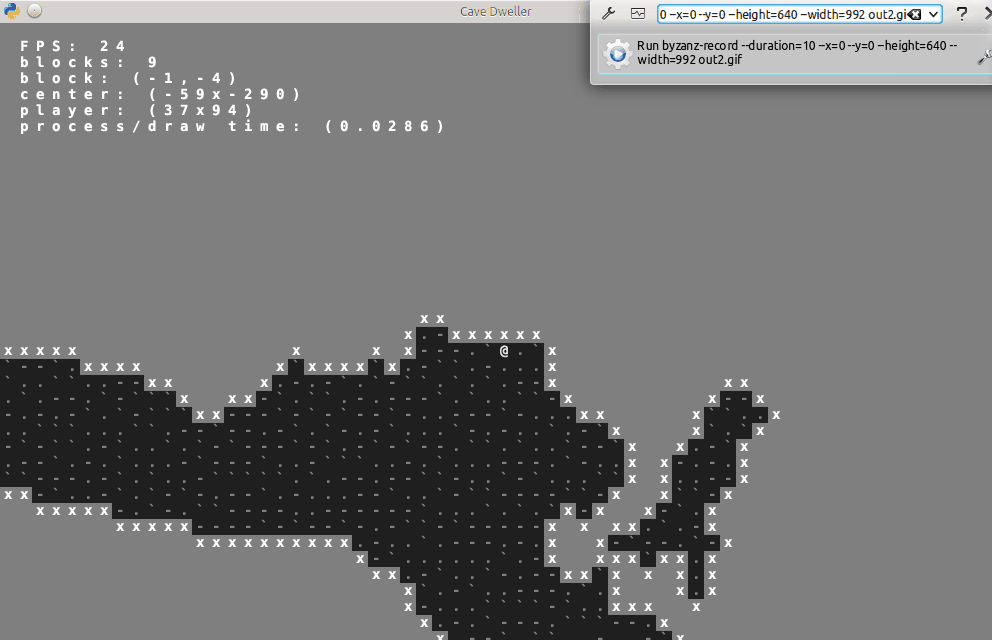 Cave Dweller
0 –x=0 --y=0 –height=640 –width=992 out2.gi
Run byzanz-record --duration=10 –x=0 --y=0 –height=640 --
width=992 out2.gif
FPS: 24
blocks: 9
block: (-1,-4)
center: (-59x-290)
player: (37x94)
process/draw time: (0.0286)